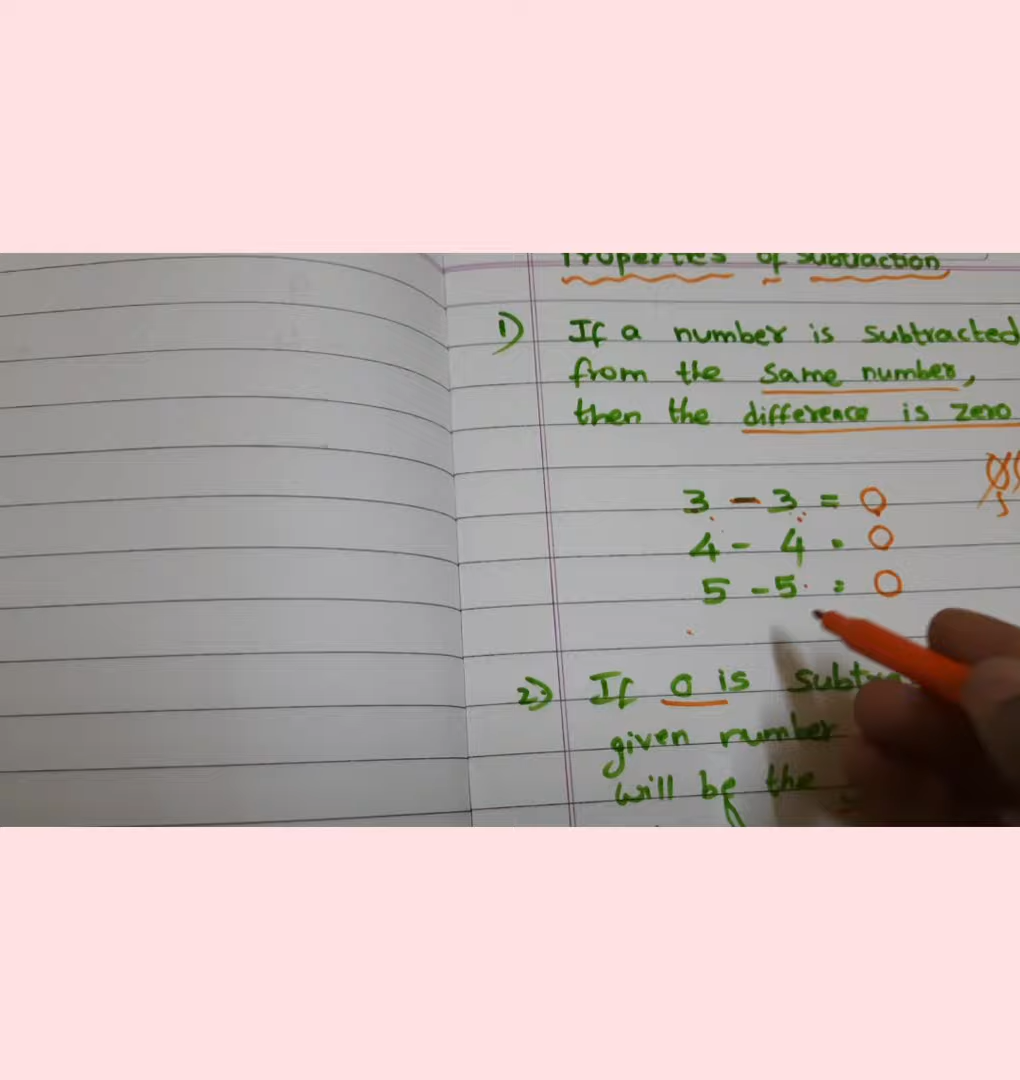 Properties of Subtraction
1) If a number is subtracted
from the same number,
then the difference is zero
3 - 3 = 0
4 - 4 = 0
5 - 5 = 0
2) If 0 is
given number
will be the